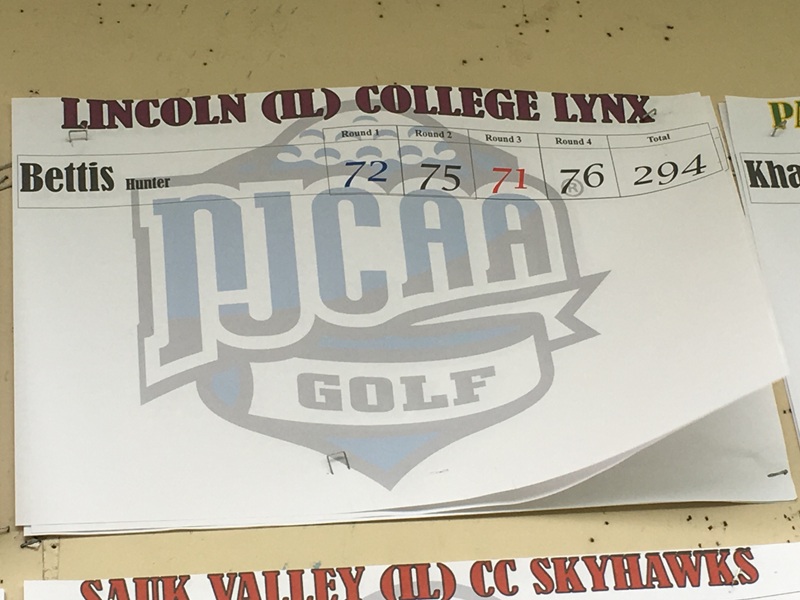 LINCOLN (IL) COLLEGE LYNX
Round 1 Round 2 Round 3 Round 4 Total
Bettis Hunter 72 75 71 76 294
NJCAA ®
GOLF
Kha
SAUK VALLEY (IL) CC SKYHAWKS